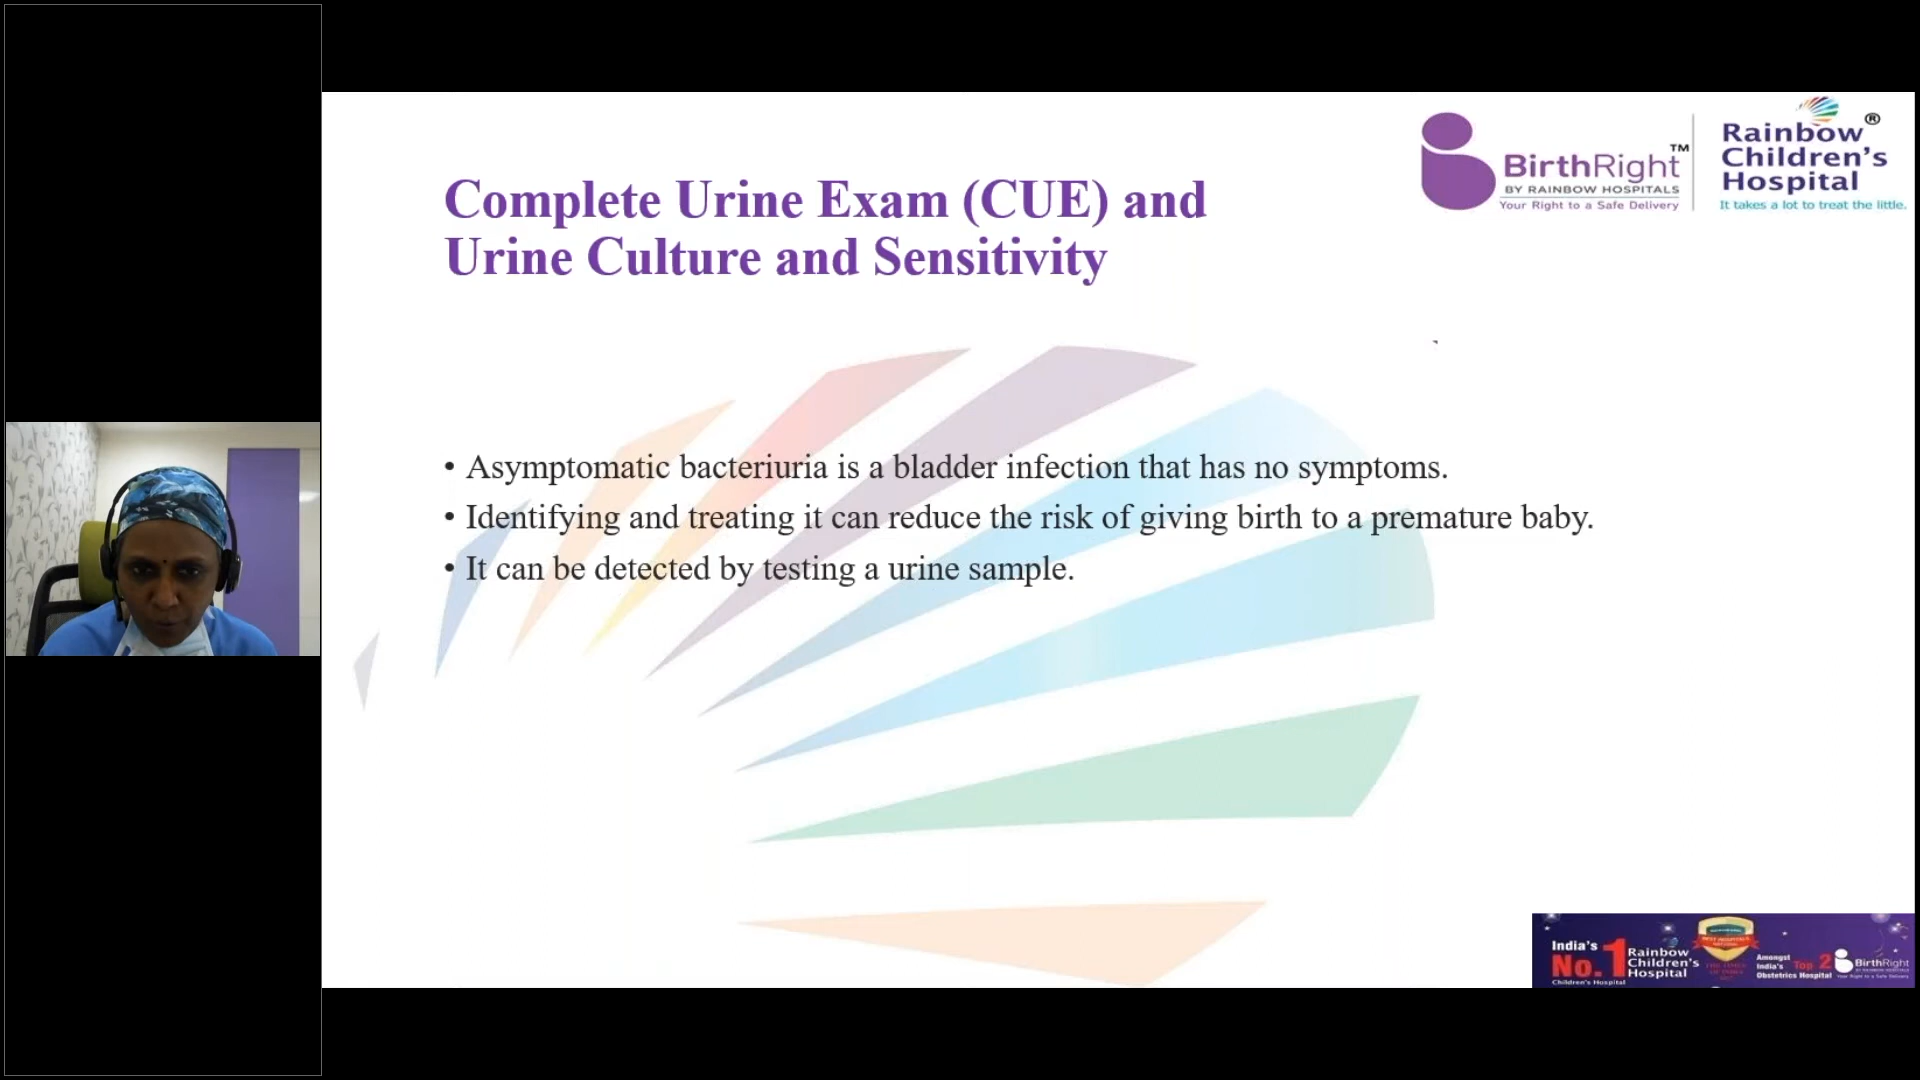 BirthRight™
BY RAINBOW HOSPITALS
Your Right to a Safe Delivery
Rainbow®
Children's
Hospital
It takes a lot to treat the little.
Complete Urine Exam (CUE) and
Urine Culture and Sensitivity
• Asymptomatic bacteriuria is a bladder infection that has no symptoms.
• Identifying and treating it can reduce the risk of giving birth to a premature baby.
• It can be detected by testing a urine sample.
India's
No. 1
Children's Hospital
Rainbow
Children's
Hospital
Amongst
India's Top 2
Obstetrics Hospital
BirthRight